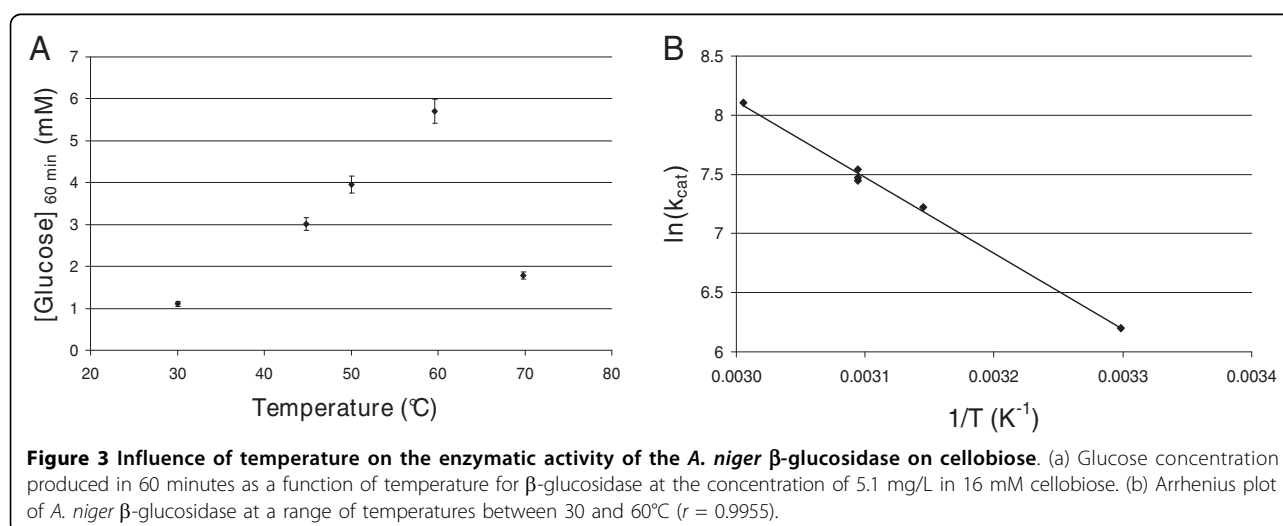 A
7
6
5
4
3
2
1
0
[Glucose] 60 min (mM)
20 30 40 50 60 70 80
Temperature (°C)
B
8.5
8
7.5
7
6.5
6
ln(kcat)
0.0030 0.0031 0.0032 0.0033 0.0034
1/T (K-1)
Figure 3 Influence of temperature on the enzymatic activity of the A. niger β-glucosidase on cellobiose. (a) Glucose concentration
produced in 60 minutes as a function of temperature for β-glucosidase at the concentration of 5.1 mg/L in 16 mM cellobiose. (b) Arrhenius plot
of A. niger β-glucosidase at a range of temperatures between 30 and 60°C (r = 0.9955).